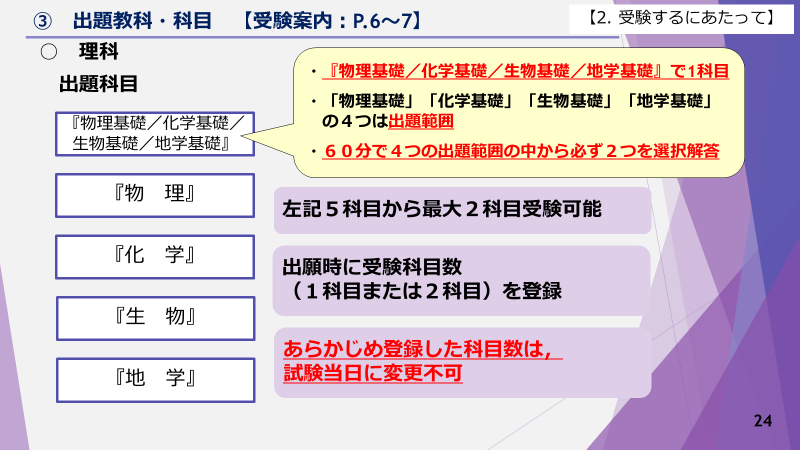 ③　出題教科・科目　【受験案内：P.6～7】
【2. 受験するにあたって】
○　理科
出題科目
『物理基礎／化学基礎／
生物基礎／地学基礎』
『物　理』
『化　学』
『生　物』
『地　学』
・『物理基礎／化学基礎／生物基礎／地学基礎』で1科目
・「物理基礎」「化学基礎」「生物基礎」「地学基礎」
の４つは出題範囲
・６０分で４つの出題範囲の中から必ず２つを選択解答
左記５科目から最大２科目受験可能
出願時に受験科目数
（１科目または２科目）を登録
あらかじめ登録した科目数は，
試験当日に変更不可
24